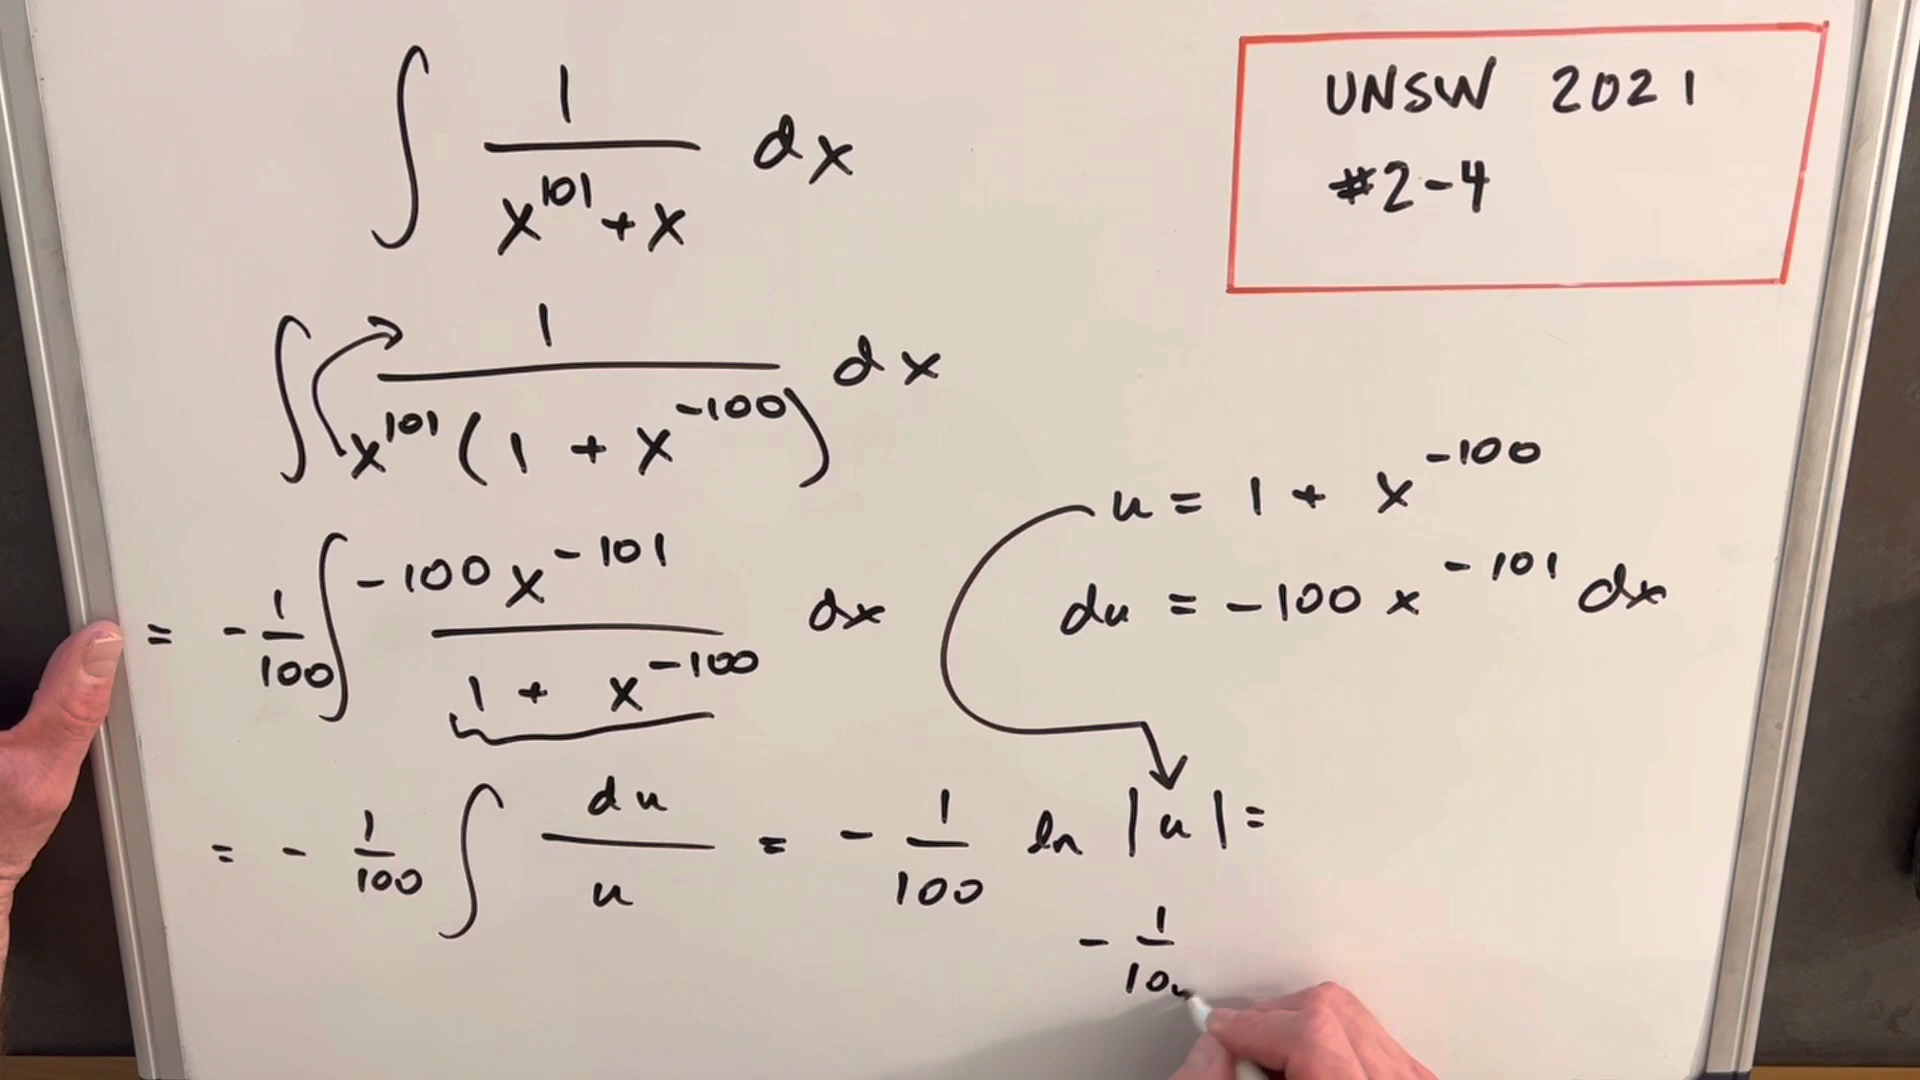 ∫ 1/(x^101 + x) dx
UNSW 2021
#2-4
∫ 1/(x^101 (1 + x^-100)) dx
u = 1 + x^-100
du = -100 x^-101 dx
= -1/100 ∫ -100x^-101/(1 + x^-100) dx
= - 1/100 ∫ du/u = - 1/100 ln |u| =
- 1/10